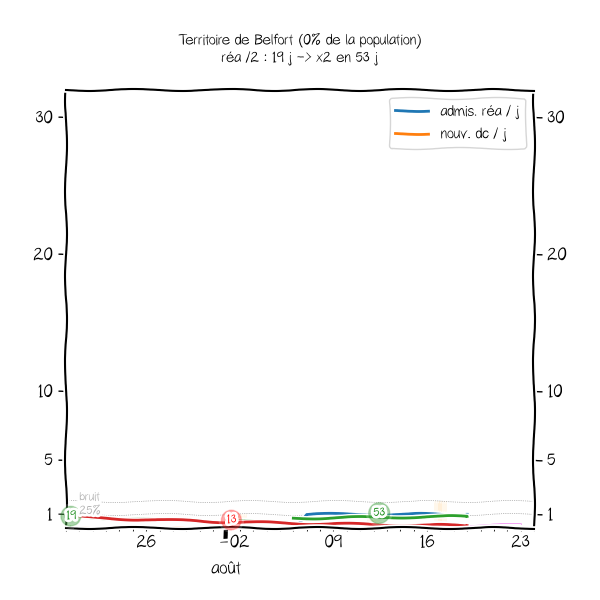 Territoire de Belfort (0% de la population)
réa /2 : 19 j -> x2 en 53 j
admis. réa / j
nouv. dc / j
30 30
20 20
10 10
5 5
... bruit
25%
1 19 13 53 1
26 02 09 16 23
août